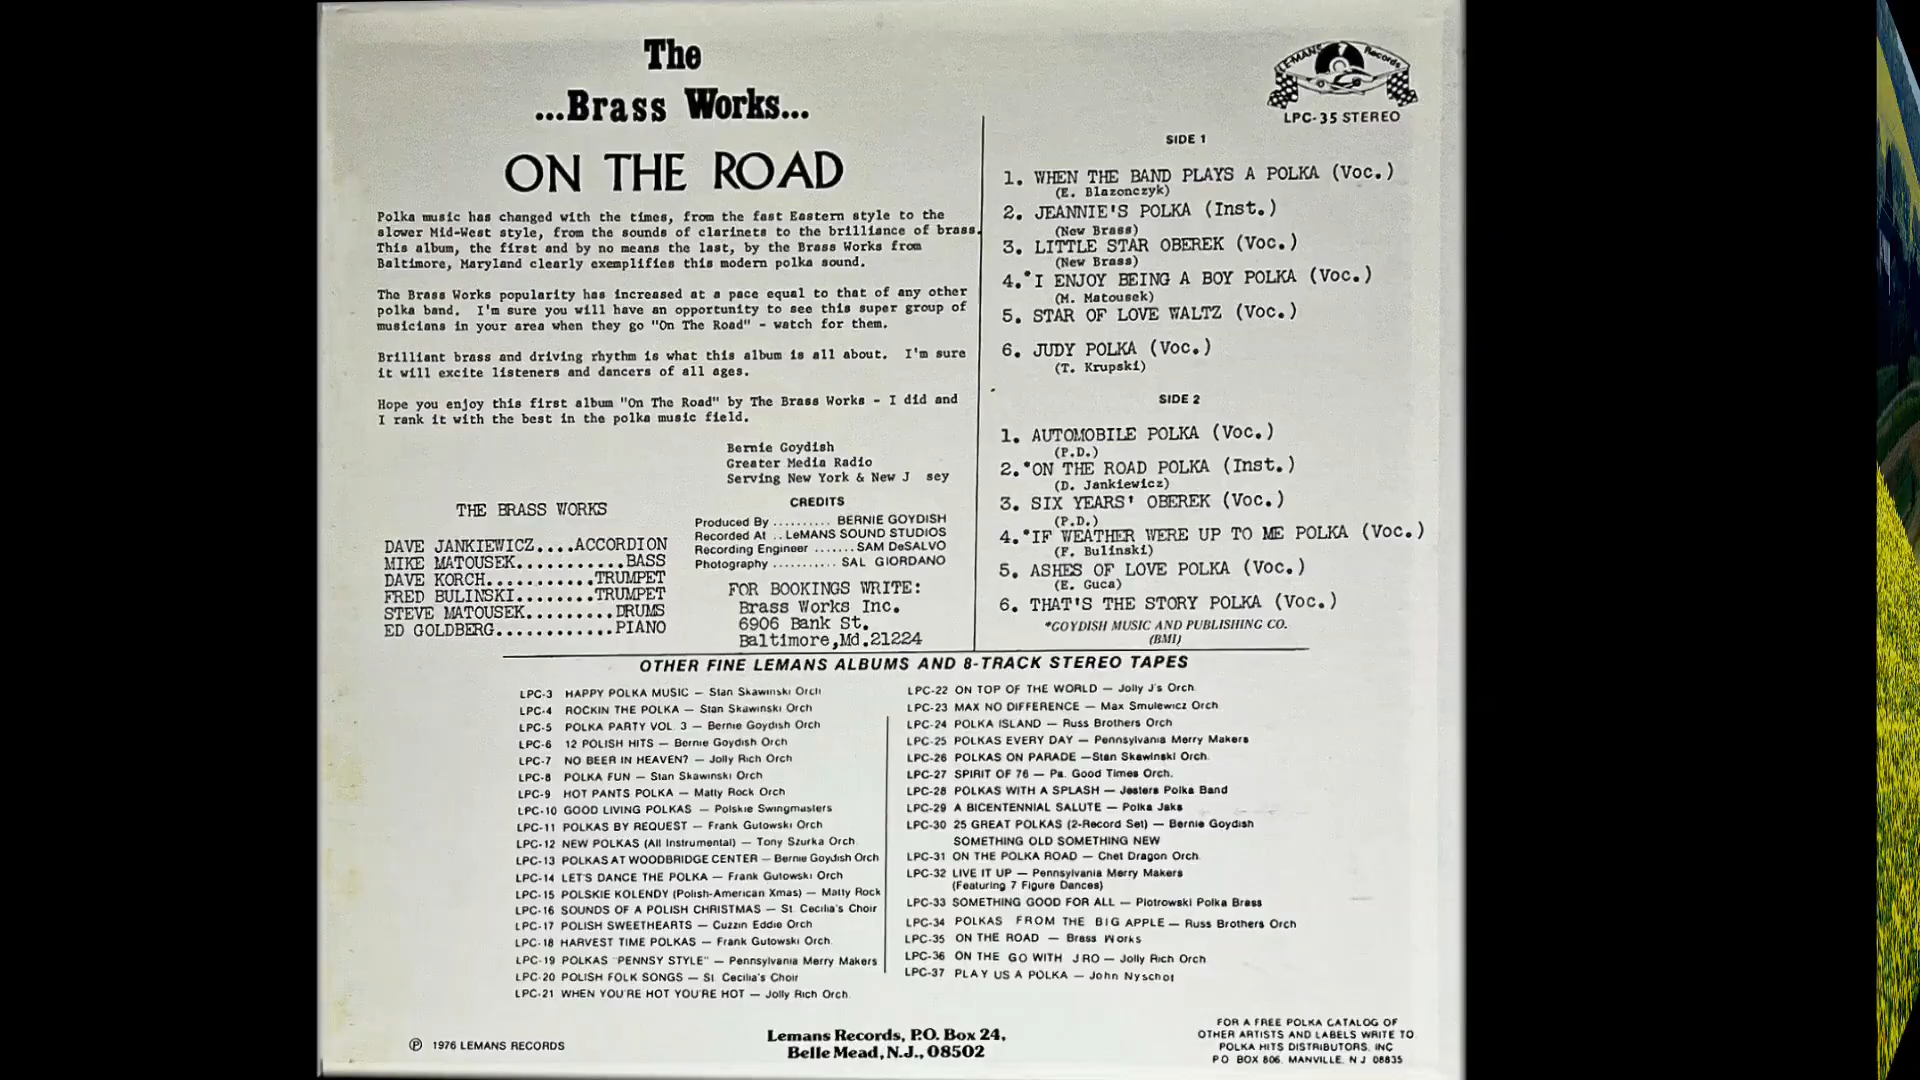 The
...Brass Works...
ON THE ROAD
Polka music has changed with the times, from the fast Eastern style to the
slower Mid-West style, from the sounds of clarinets to the brilliance of brass.
This album, the first and by no means the last, by the Brass Works from
Baltimore, Maryland clearly exemplifies this modern polka sound.
The Brass Works popularity has increased at a pace equal to that of any other
polka band. I'm sure you will have an opportunity to see this super group of
musicians in your area when they go "On The Road" - watch for them.
Brilliant brass and driving rhythm is what this album is all about. I'm sure
it will excite listeners and dancers of all ages.
Hope you enjoy this first album "On The Road" by The Brass Works - I did and
I rank it with the best in the polka music field.
Bernie Goydish
Greater Media Radio
Serving New York & New J sey
THE BRASS WORKS
DAVE JANKIEWICZ....ACCORDION
MIKE MATOUSEK...........BASS
DAVE KORCH...........TRUMPET
FRED BULINSKI........TRUMPET
STEVE MATOUSEK.........DRUMS
ED GOLDBERG............PIANO
CREDITS
Produced By .......... BERNIE GOYDISH
Recorded At .. LeMANS SOUND STUDIOS
Recording Engineer ....... SAM DeSALVO
Photography ........... SAL GIORDANO
FOR BOOKINGS WRITE:
Brass Works Inc.
6906 Bank St.
Baltimore,Md.21224
LE-MANS Records
LPC-35 STEREO
SIDE 1
1. WHEN THE BAND PLAYS A POLKA (Voc.)
(E. Blazonczyk)
2. JEANNIE'S POLKA (Inst.)
(New Brass)
3. LITTLE STAR OBEREK (Voc.)
(New Brass)
4.*I ENJOY BEING A BOY POLKA (Voc.)
(M. Matousek)
5. STAR OF LOVE WALTZ (Voc.)
6. JUDY POLKA (Voc.)
(T. Krupski)
SIDE 2
1. AUTOMOBILE POLKA (Voc.)
(P.D.)
2.*ON THE ROAD POLKA (Inst.)
(D. Jankiewicz)
3. SIX YEARS' OBEREK (Voc.)
(P.D.)
4.*IF WEATHER WERE UP TO ME POLKA (Voc.)
(F. Bulinski)
5. ASHES OF LOVE POLKA (Voc.)
(E. Guca)
6. THAT'S THE STORY POLKA (Voc.)
*GOYDISH MUSIC AND PUBLISHING CO.
(BMI)
OTHER FINE LEMANS ALBUMS AND 8-TRACK STEREO TAPES
LPC-3 HAPPY POLKA MUSIC — Stan Skawinski Orch
LPC-4 ROCKIN THE POLKA — Stan Skawinski Orch
LPC-5 POLKA PARTY VOL. 3 — Bernie Goydish Orch
LPC-6 12 POLISH HITS — Bernie Goydish Orch
LPC-7 NO BEER IN HEAVEN? — Jolly Rich Orch
LPC-8 POLKA FUN — Stan Skawinski Orch
LPC-9 HOT PANTS POLKA — Matty Rock Orch
LPC-10 GOOD LIVING POLKAS — Polskie Swingmasters
LPC-11 POLKAS BY REQUEST — Frank Gutowski Orch
LPC-12 NEW POLKAS (All Instrumental) — Tony Szurka Orch.
LPC-13 POLKAS AT WOODBRIDGE CENTER — Bernie Goydish Orch
LPC-14 LET'S DANCE THE POLKA — Frank Gutowski Orch
LPC-15 POLSKIE KOLENDY (Polish-American Xmas) — Matty Rock
LPC-16 SOUNDS OF A POLISH CHRISTMAS — St. Cecilia's Choir
LPC-17 POLISH SWEETHEARTS — Cuzzin Eddie Orch
LPC-18 HARVEST TIME POLKAS — Frank Gutowski Orch.
LPC-19 POLKAS "PENNSY STYLE" — Pennsylvania Merry Makers
LPC-20 POLISH FOLK SONGS — St. Cecilia's Choir
LPC-21 WHEN YOU'RE HOT YOU'RE HOT — Jolly Rich Orch.
LPC-22 ON TOP OF THE WORLD — Jolly J's Orch.
LPC-23 MAX NO DIFFERENCE — Max Smulewicz Orch.
LPC-24 POLKA ISLAND — Russ Brothers Orch
LPC-25 POLKAS EVERY DAY — Pennsylvania Merry Makers
LPC-26 POLKAS ON PARADE —Stan Skawinski Orch.
LPC-27 SPIRIT OF 76 — Pa. Good Times Orch.
LPC-28 POLKAS WITH A SPLASH — Jesters Polka Band
LPC-29 A BICENTENNIAL SALUTE — Polka Jaks
LPC-30 25 GREAT POLKAS (2-Record Set) — Bernie Goydish
SOMETHING OLD SOMETHING NEW
LPC-31 ON THE POLKA ROAD — Chet Dragon Orch.
LPC-32 LIVE IT UP — Pennsylvania Merry Makers
(Featuring 7 Figure Dances)
LPC-33 SOMETHING GOOD FOR ALL — Piotrowski Polka Brass
LPC-34 POLKAS FROM THE BIG APPLE — Russ Brothers Orch
LPC-35 ON THE ROAD — Brass Works
LPC-36 ON THE GO WITH JRO — Jolly Rich Orch
LPC-37 PLAY US A POLKA — John Nyschot
Ⓟ 1976 LEMANS RECORDS
Lemans Records, P.O. Box 24,
Belle Mead, N.J., 08502
FOR A FREE POLKA CATALOG OF
OTHER ARTISTS AND LABELS WRITE TO
POLKA HITS DISTRIBUTORS, INC
P O BOX 806, MANVILLE, N J 08835